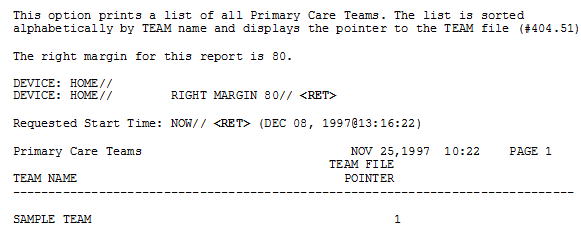 This option prints a list of all Primary Care Teams. The list is sorted
alphabetically by TEAM name and displays the pointer to the TEAM file (#404.51)
The right margin for this report is 80.
DEVICE: HOME//
DEVICE: HOME// RIGHT MARGIN 80// <RET>
Requested Start Time: NOW// <RET> (DEC 08, 1997@13:16:22)
Primary Care Teams NOV 25,1997 10:22 PAGE 1
TEAM FILE
TEAM NAME POINTER
--------------------------------------------------------------------------------
SAMPLE TEAM 1